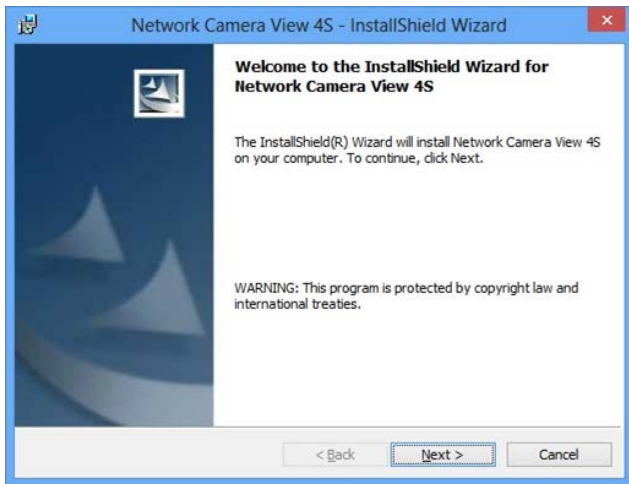 Network Camera View 4S - InstallShield Wizard
Welcome to the InstallShield Wizard for
Network Camera View 4S
The InstallShield(R) Wizard will install Network Camera View 4S
on your computer. To continue, click Next.
WARNING: This program is protected by copyright law and
international treaties.
< Back
Next >
Cancel